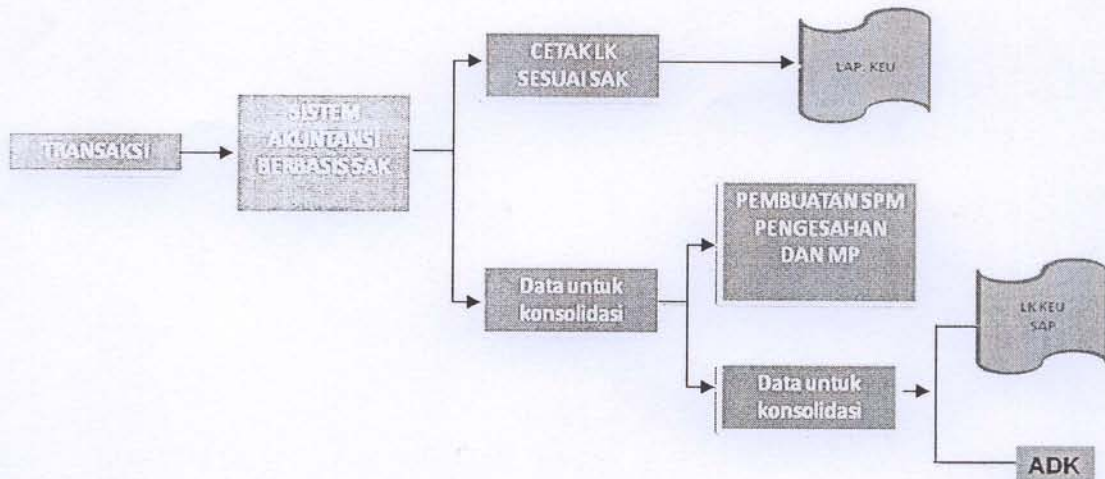 TRANSAKSI
SISTEM
AKUNTANSI
BERBASIS SAK
CETAK LK
SESUAI SAK
LAP. KEU
Data untuk
konsolidasi
PEMBUATAN SPM
PENGESAHAN
DAN MP
Data untuk
konsolidasi
LK KEU
SAP
ADK